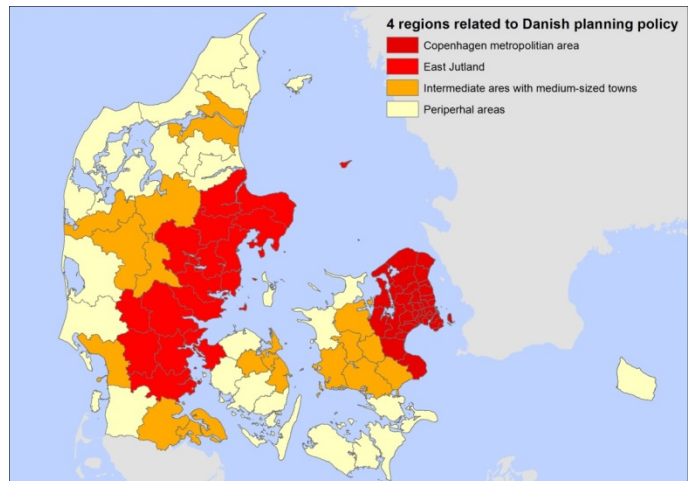 4 regions related to Danish planning policy
Copenhagen metropolitian area
East Jutland
Intermediate ares with medium-sized towns
Periperhal areas